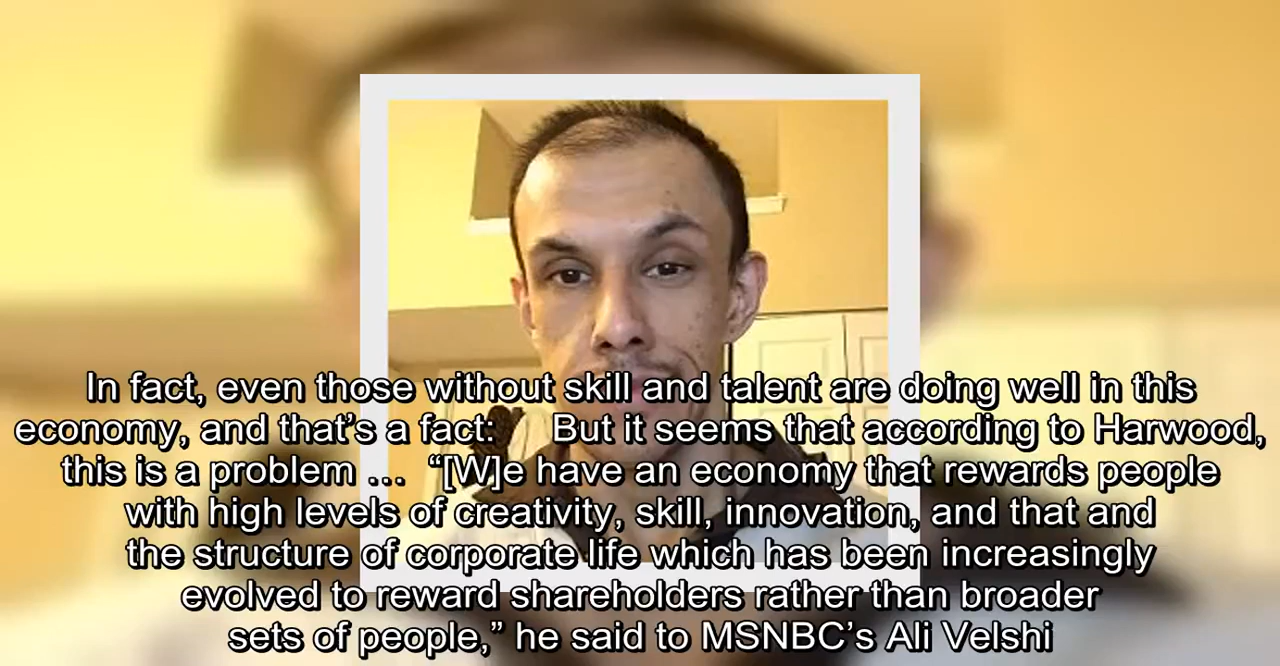 In fact, even those without skill and talent are doing well in this
economy, and that’s a fact: But it seems that according to Harwood,
this is a problem … “[W]e have an economy that rewards people
with high levels of creativity, skill, innovation, and that and
the structure of corporate life which has been increasingly
evolved to reward shareholders rather than broader
sets of people,” he said to MSNBC’s Ali Velshi